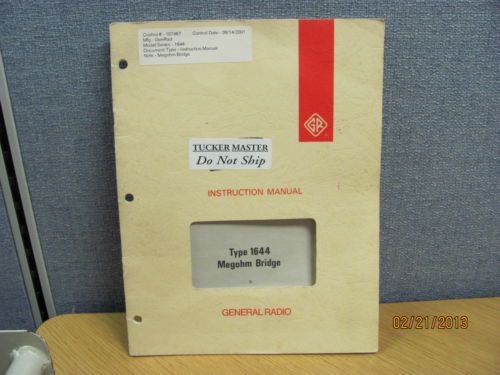 Control # - 107467 Control Date - 08/14/2001
Mfg - GenRad
Model/Series - 1644
Document Type - Instruction Manual
Note - Megohm Bridge
GR
TUCKER MASTER
Do Not Ship
INSTRUCTION MANUAL
Type 1644
Megohm Bridge
GENERAL RADIO
02/21/2013